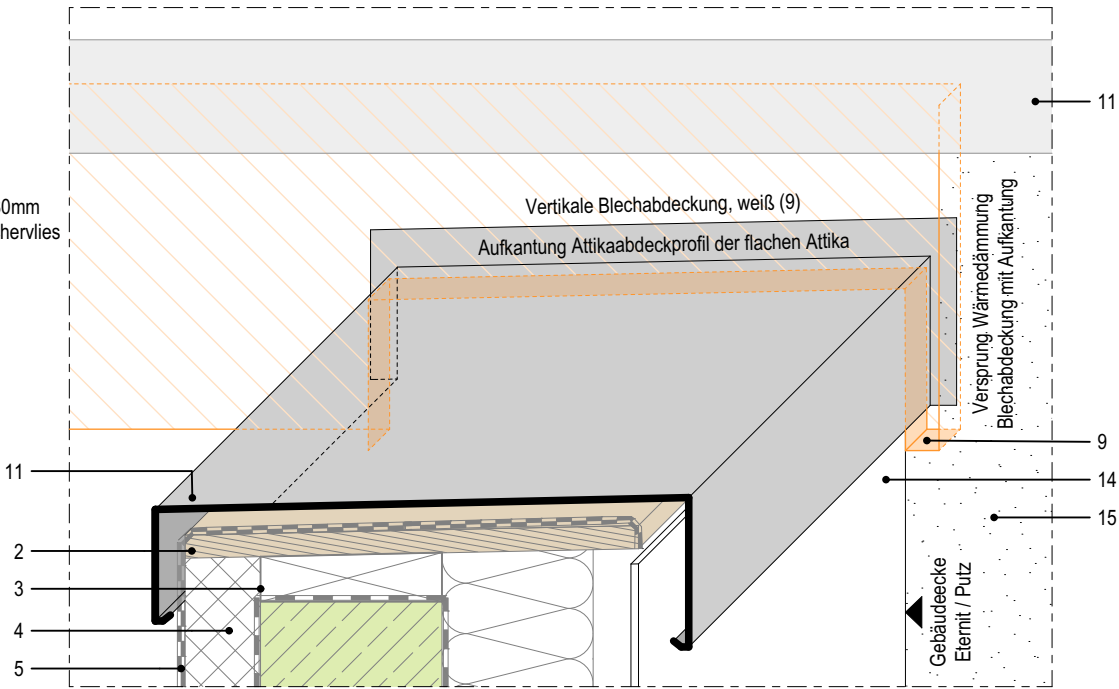 11
Vertikale Blechabdeckung, weiß (9)
Aufkantung Attikaabdeckprofil der flachen Attika
Versprung Wärmedämmung
Blechabdeckung mit Aufkantung
0mm
hervlies
9
14
15
11
2
3
4
5
Gebäudeecke
Eternit / Putz